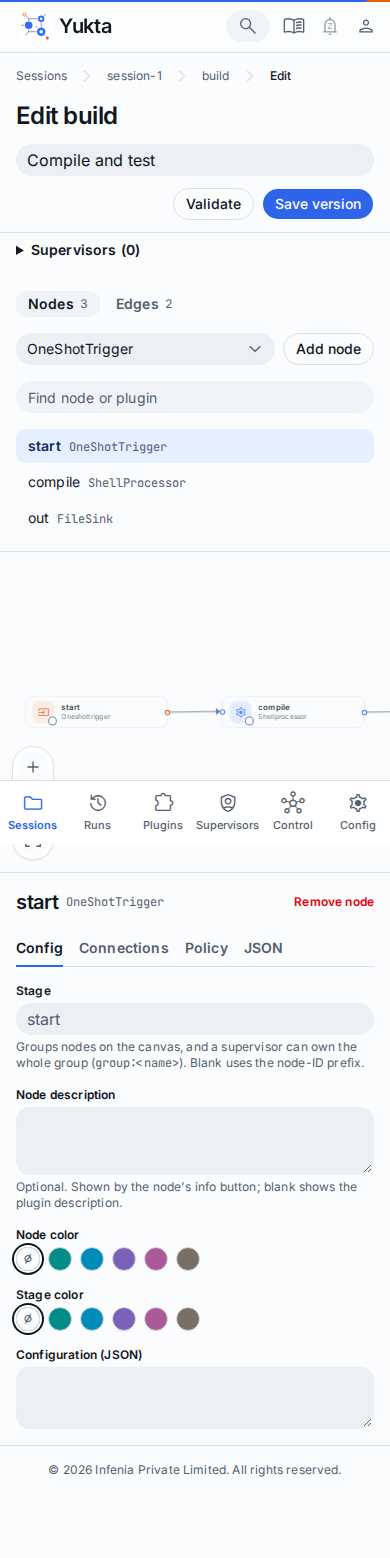 Yukta
Sessions session-1 build Edit
Edit build
Compile and test
Validate Save version
Supervisors (0)
Nodes 3 Edges 2
OneShotTrigger Add node
Find node or plugin
start OneShotTrigger
compile ShellProcessor
out FileSink
start compile
Oneshottrigger Shellprocessor
+
Sessions Runs Plugins Supervisors Control Config
start OneShotTrigger Remove node
Config Connections Policy JSON
Stage
start
Groups nodes on the canvas, and a supervisor can own the
whole group (group:<name>). Blank uses the node-ID prefix.
Node description
Optional. Shown by the node's info button; blank shows the
plugin description.
Node color
Stage color
Configuration (JSON)
© 2026 Infenia Private Limited. All rights reserved.